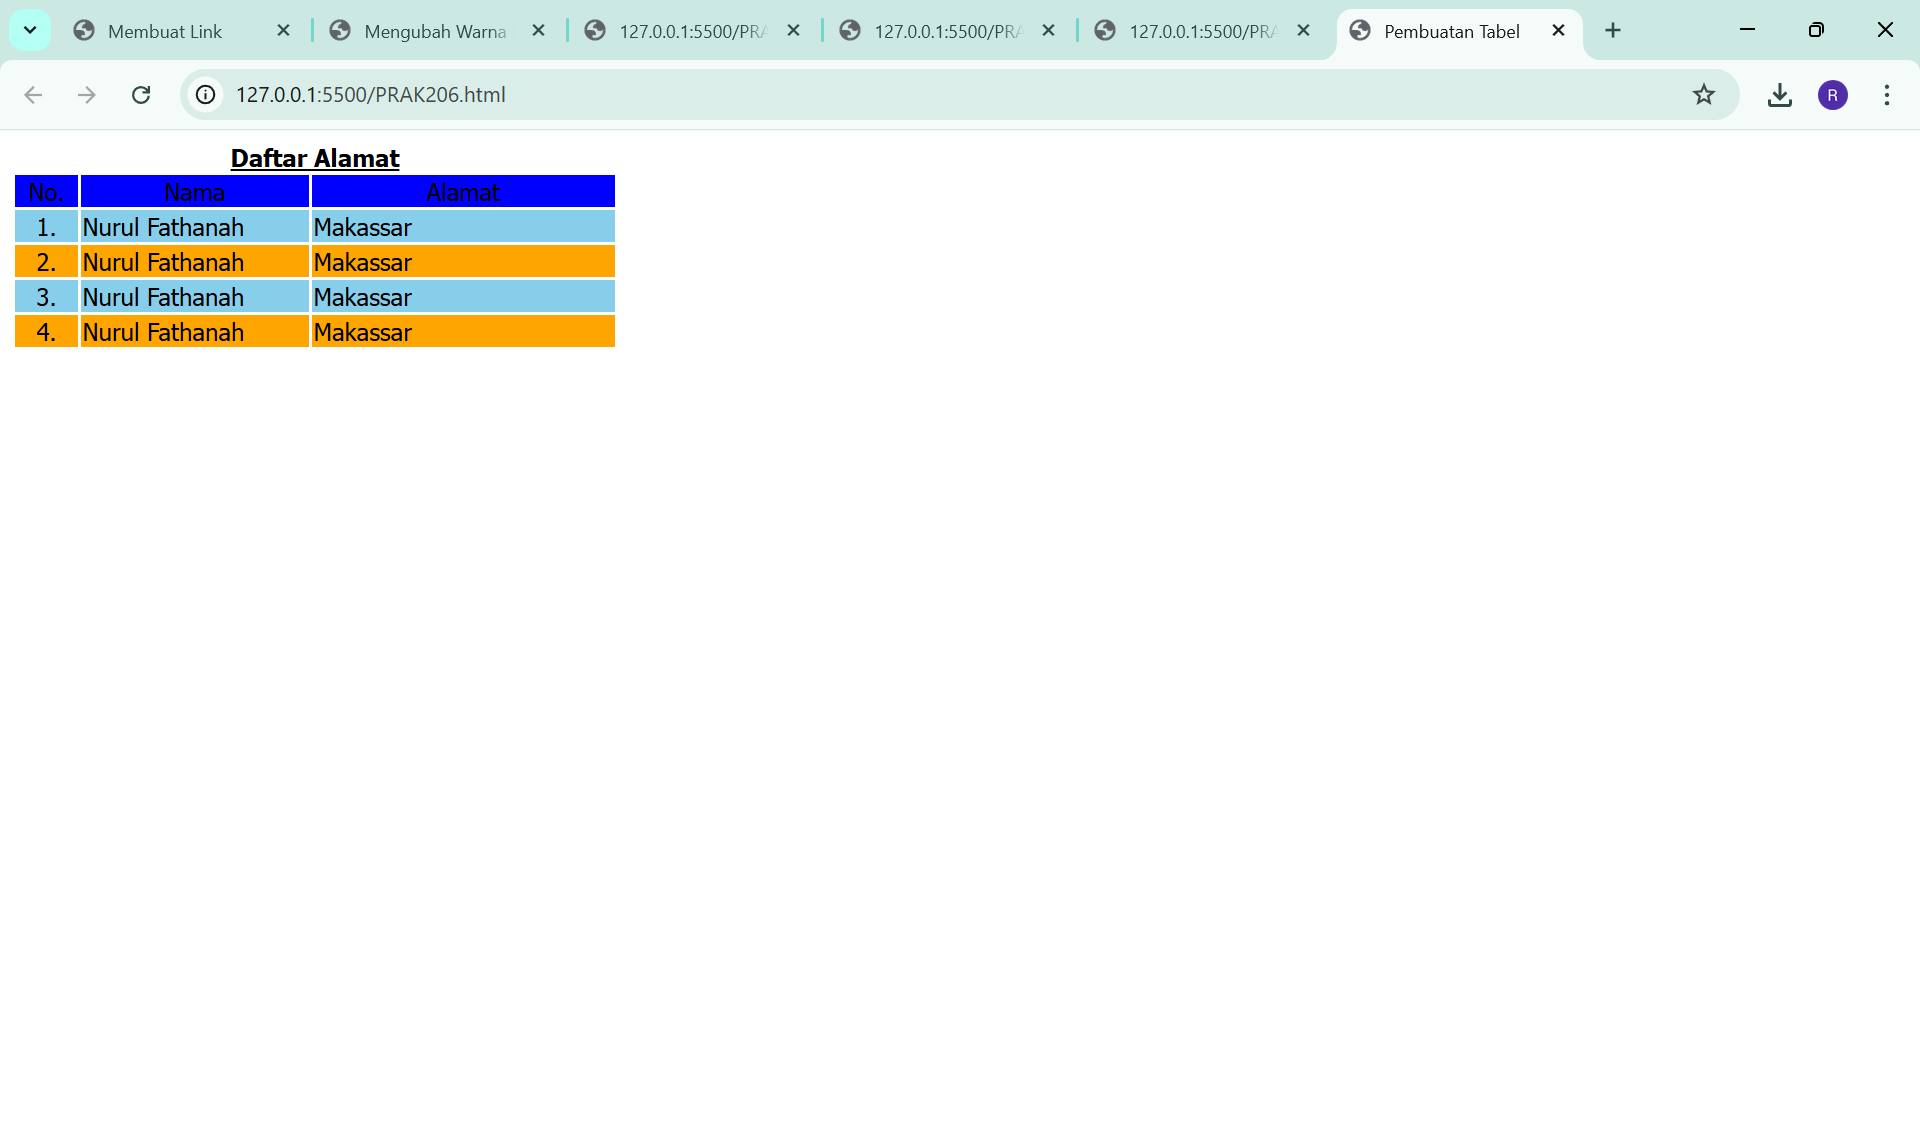 Membuat Link
Mengubah Warna
127.0.0.1:5500/PRA
127.0.0.1:5500/PRA
127.0.0.1:5500/PRA
Pembuatan Tabel
127.0.0.1:5500/PRAK206.html
R
Daftar Alamat
No. Nama Alamat
1. Nurul Fathanah Makassar
2. Nurul Fathanah Makassar
3. Nurul Fathanah Makassar
4. Nurul Fathanah Makassar